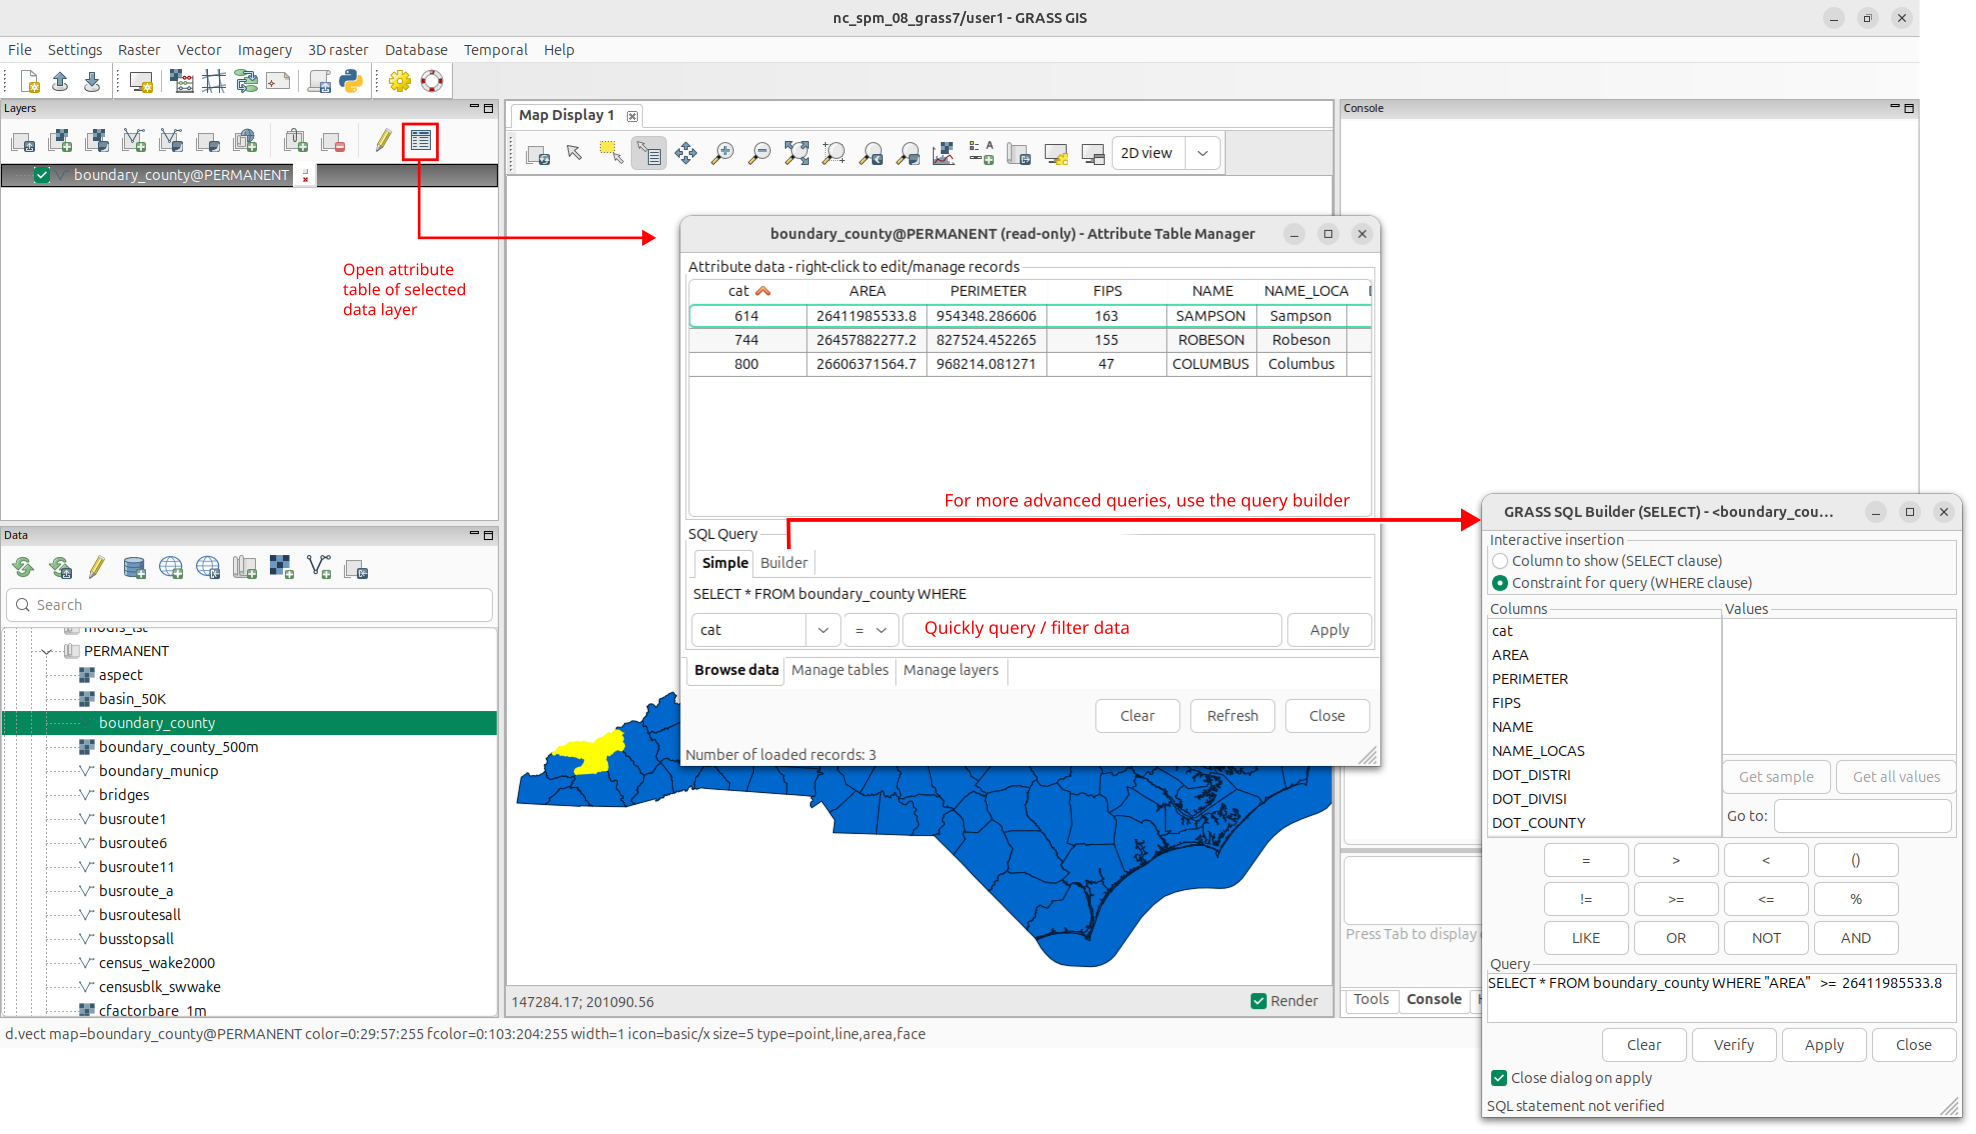 nc_spm_08_grass7/user1 - GRASS GIS
File Settings Raster Vector Imagery 3D raster Database Temporal Help
Layers
boundary_county@PERMANENT
Open attribute
table of selected
data layer
Data
Search
modis_lst
PERMANENT
aspect
basin_50K
boundary_county
boundary_county_500m
boundary_municp
bridges
busroute1
busroute6
busroute11
busroute_a
busroutesall
busstopsall
census_wake2000
censusblk_swwake
cfactorbare_1m
d.vect map=boundary_county@PERMANENT color=0:29:57:255 fcolor=0:103:204:255 width=1 icon=basic/x size=5 type=point,line,area,face
Map Display 1
2D view
boundary_county@PERMANENT (read-only) - Attribute Table Manager
Attribute data - right-click to edit/manage records
cat AREA PERIMETER FIPS NAME NAME_LOCA
614 26411985533.8 954348.286606 163 SAMPSON Sampson
744 26457882277.2 827524.452265 155 ROBESON Robeson
800 26606371564.7 968214.081271 47 COLUMBUS Columbus
For more advanced queries, use the query builder
SQL Query
Simple Builder
SELECT * FROM boundary_county WHERE
cat = Quickly query / filter data Apply
Browse data Manage tables Manage layers
Clear Refresh Close
Number of loaded records: 3
147284.17; 201090.56
Render
Console
Press Tab to display
Tools Console
GRASS SQL Builder (SELECT) - <boundary_cou...
Interactive insertion
Column to show (SELECT clause)
Constraint for query (WHERE clause)
Columns Values
cat
AREA
PERIMETER
FIPS
NAME
NAME_LOCAS
DOT_DISTRI
DOT_DIVISI
DOT_COUNTY
Get sample Get all values
Go to:
= > < ()
!= >= <= %
LIKE OR NOT AND
Query
SELECT * FROM boundary_county WHERE "AREA" >= 26411985533.8
Clear Verify Apply Close
Close dialog on apply
SQL statement not verified